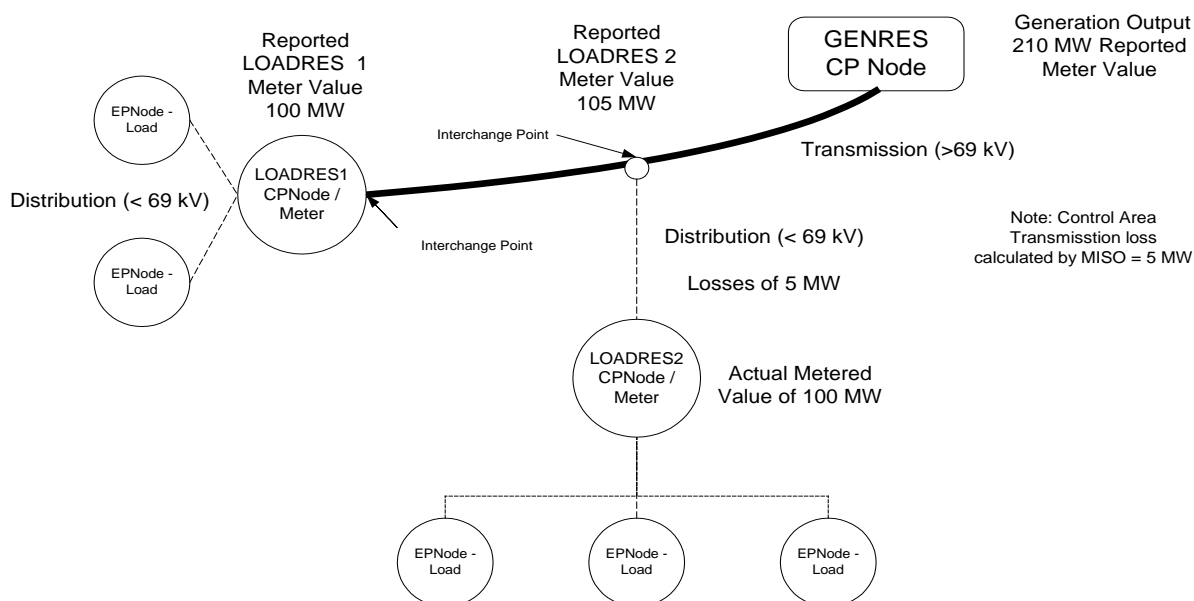 Reported
LOADRES 1
Meter Value
100 MW
Reported
LOADRES 2
Meter Value
105 MW
GENRES
CP Node
Generation Output
210 MW Reported
Meter Value
EPNode -
Load
Interchange Point
Transmission (>69 kV)
LOADRES1
CPNode /
Meter
Distribution (< 69 kV)
Interchange Point
Note: Control Area
Transmisstion loss
calculated by MISO = 5 MW
Distribution (< 69 kV)
Losses of 5 MW
EPNode -
Load
LOADRES2
CPNode /
Meter
Actual Metered
Value of 100 MW
EPNode -
Load
EPNode -
Load
EPNode -
Load